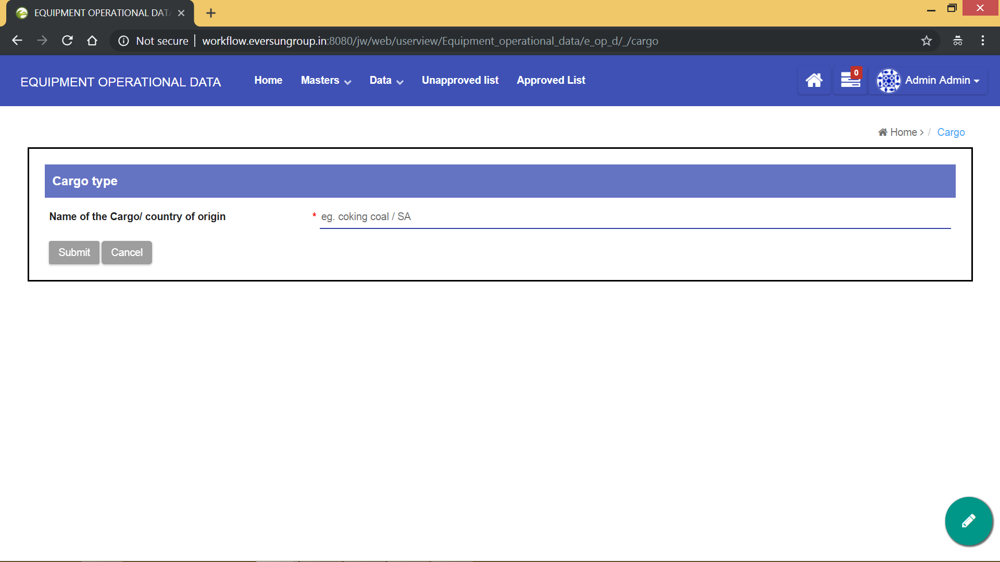 EQUIPMENT OPERATIONAL DAT
Not secure workflow.eversungroup.in:8080/jw/web/userview/Equipment_operational_data/e_op_d/_/cargo
EQUIPMENT OPERATIONAL DATA Home Masters Data Unapproved list Approved List 0 Admin Admin
Home > / Cargo
Cargo type
Name of the Cargo/ country of origin * eg. coking coal / SA
Submit Cancel